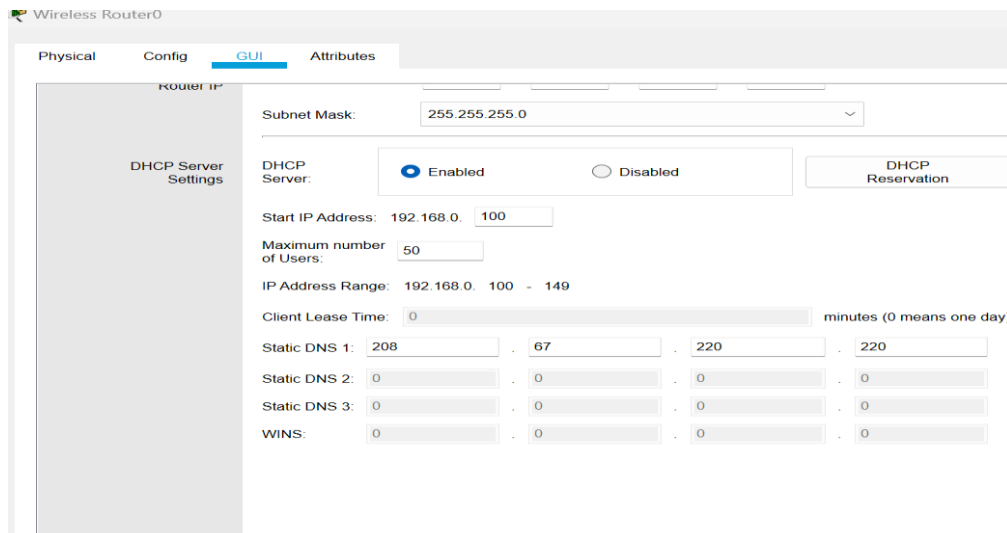 Wireless Router0
Physical Config GUI Attributes
Router IP
Subnet Mask: 255.255.255.0
DHCP Server Settings
DHCP Server: Enabled Disabled DHCP Reservation
Start IP Address: 192.168.0. 100
Maximum number of Users: 50
IP Address Range: 192.168.0. 100 - 149
Client Lease Time: 0 minutes (0 means one day)
Static DNS 1: 208 . 67 . 220 . 220
Static DNS 2: 0 . 0 . 0 . 0
Static DNS 3: 0 . 0 . 0 . 0
WINS: 0 . 0 . 0 . 0